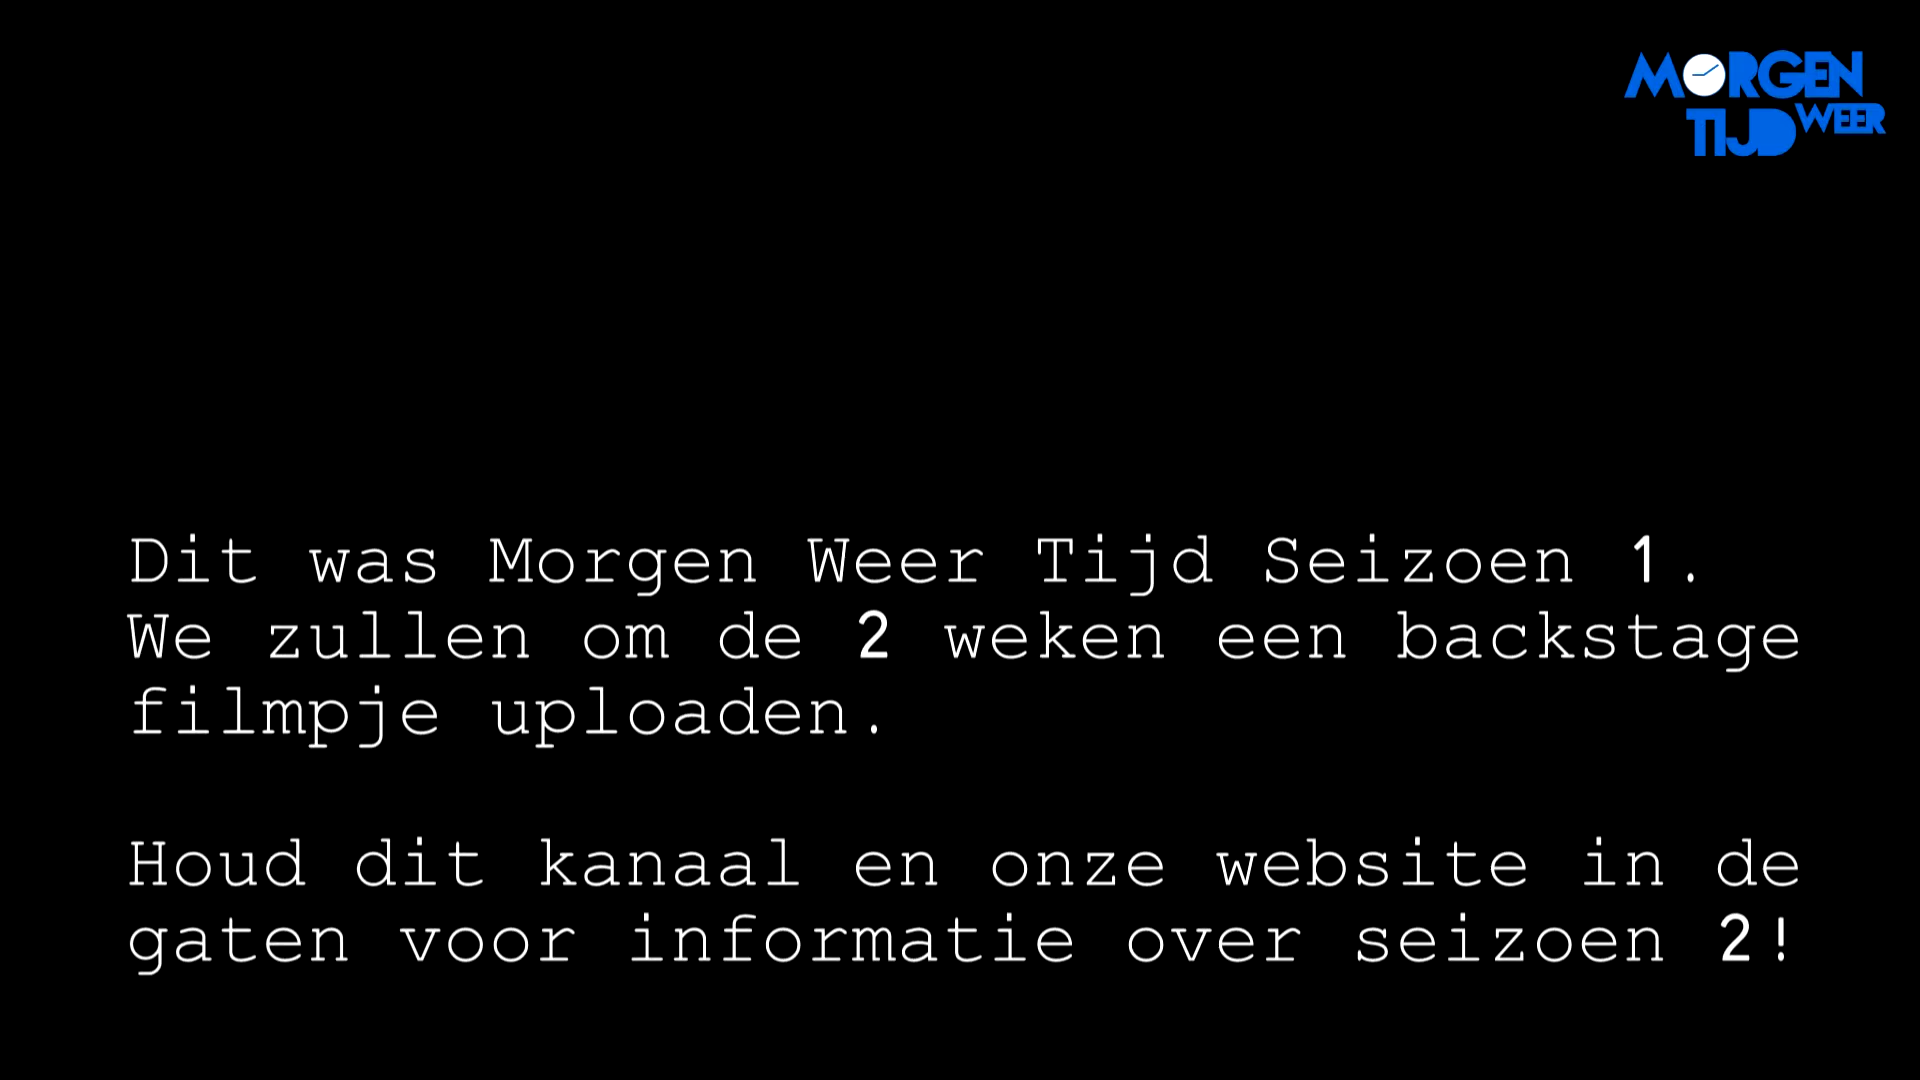 MORGEN
TIJD WEER
Dit was Morgen Weer Tijd Seizoen 1.
We zullen om de 2 weken een backstage
filmpje uploaden.
Houd dit kanaal en onze website in de
gaten voor informatie over seizoen 2!